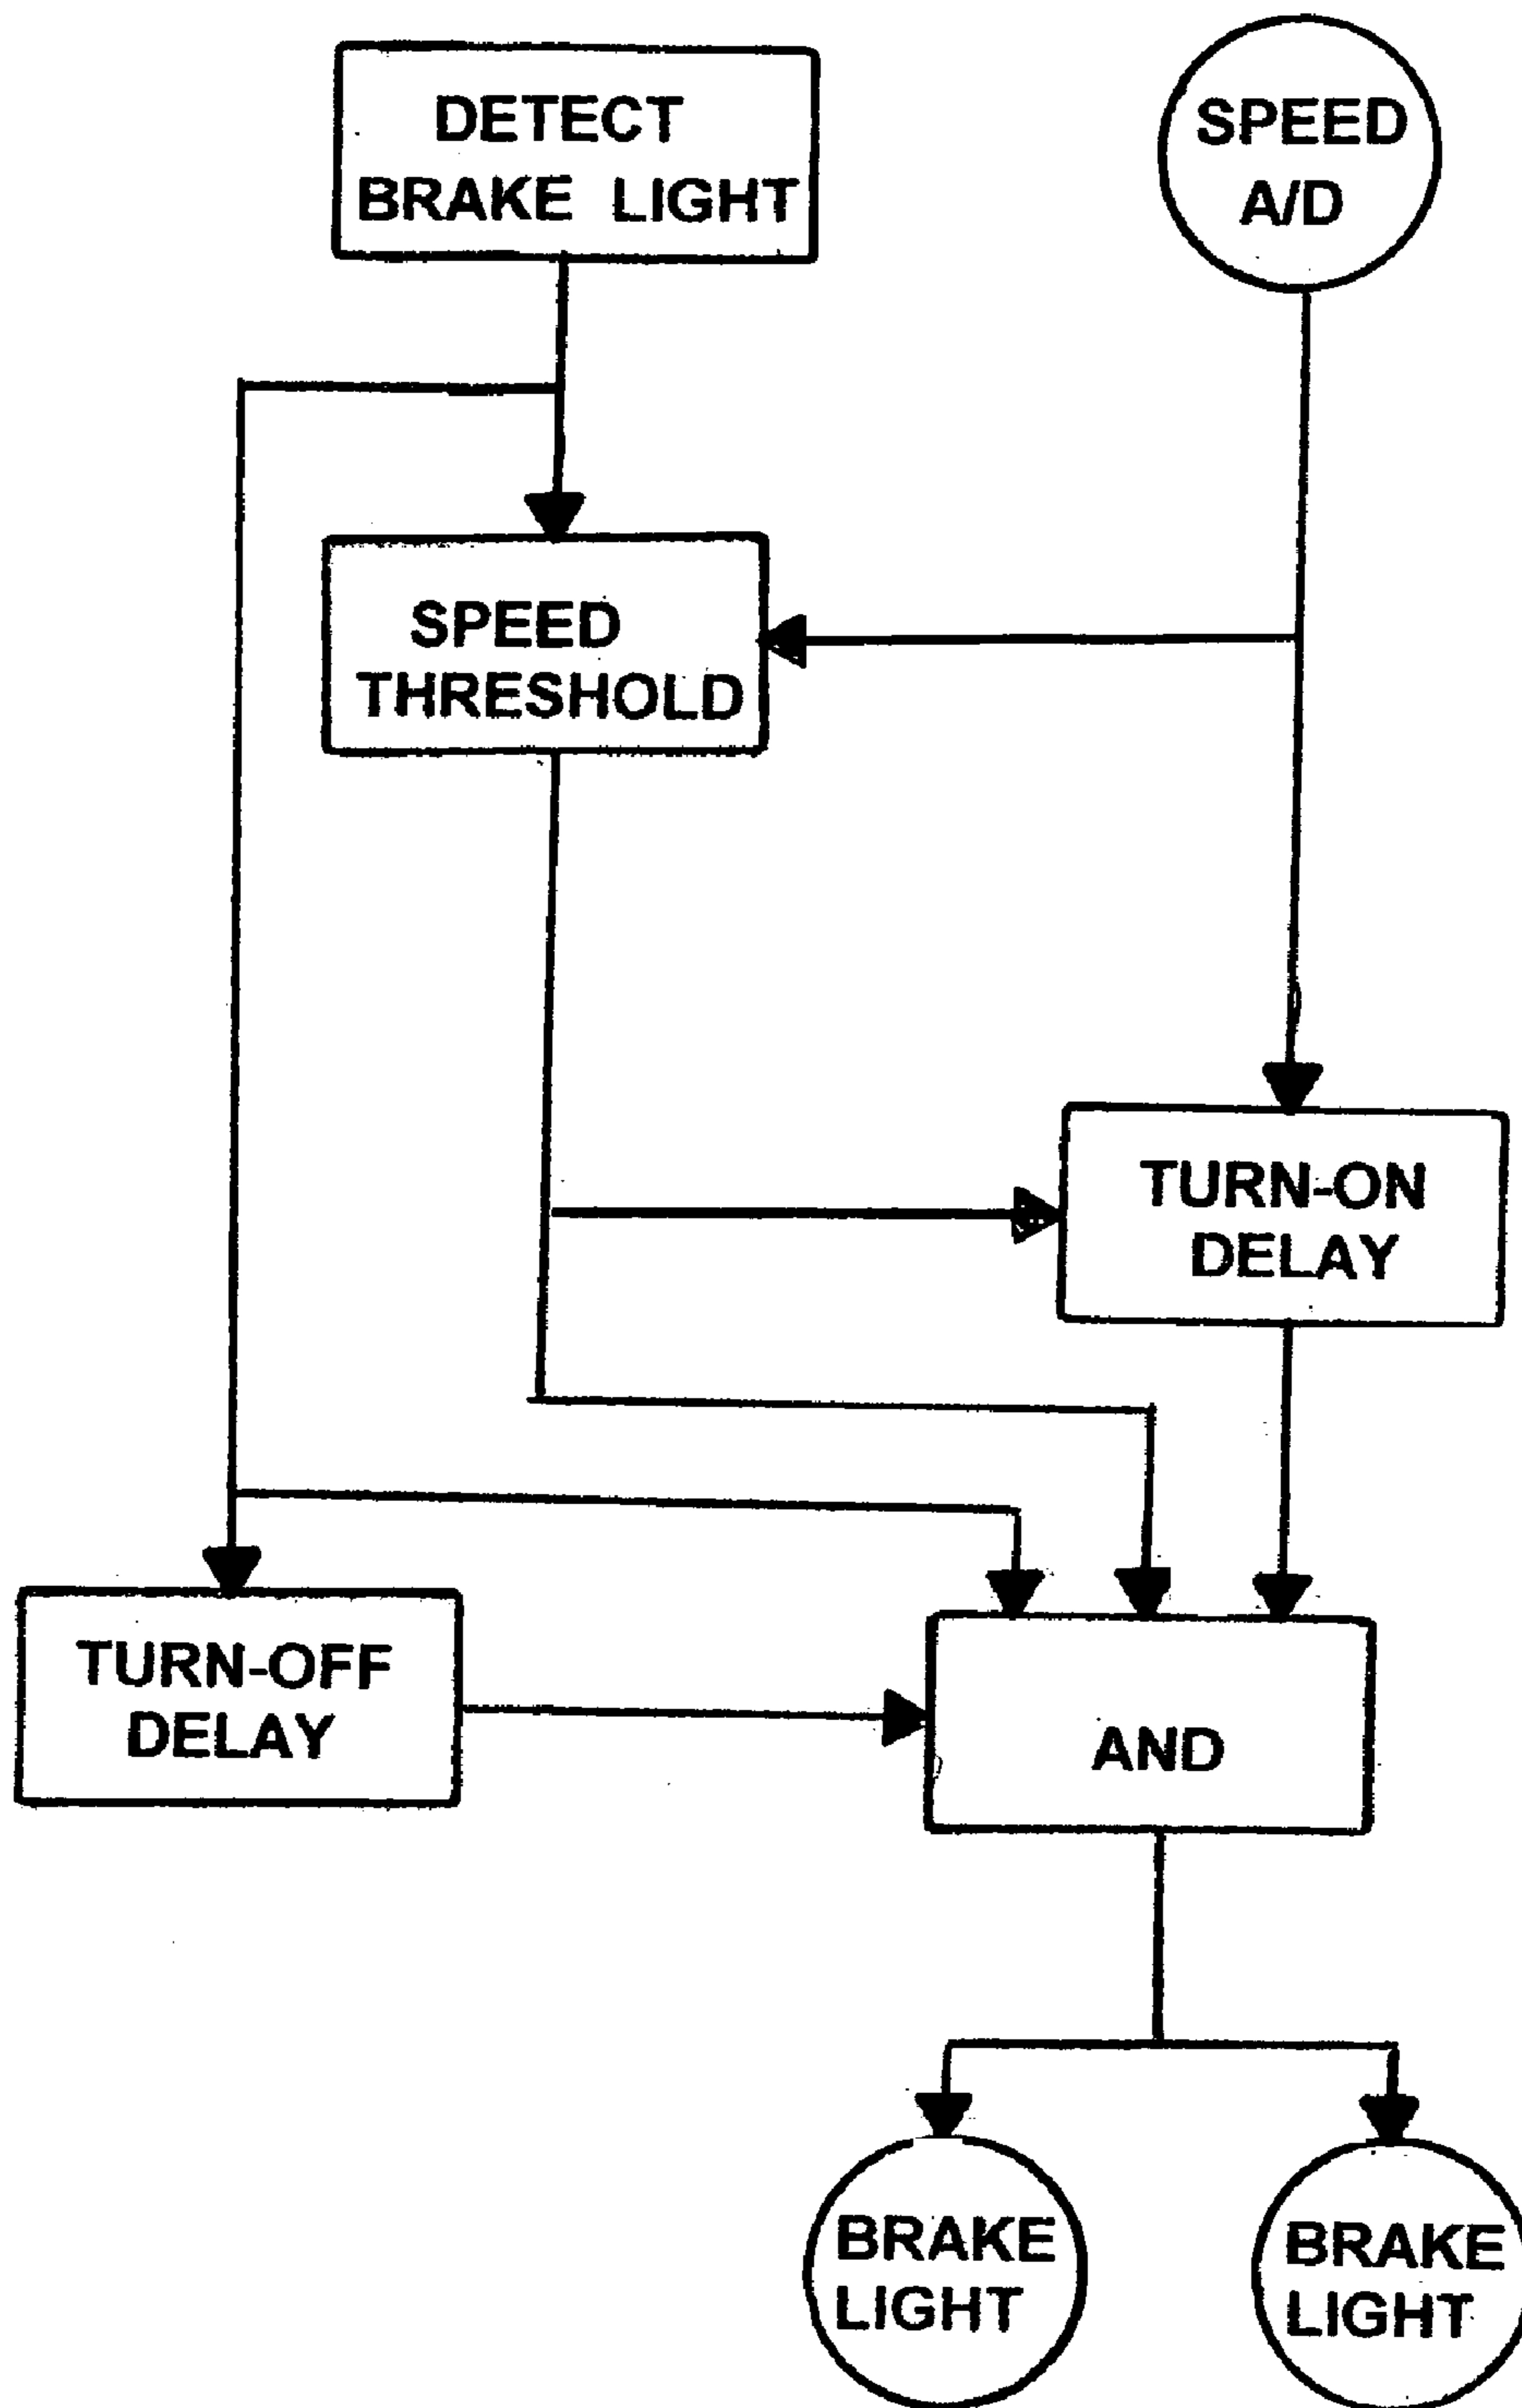 DETECT
BRAKE LIGHT
SPEED
A/D
SPEED
THRESHOLD
TURN-ON
DELAY
TURN-OFF
DELAY
AND
BRAKE
LIGHT
BRAKE
LIGHT